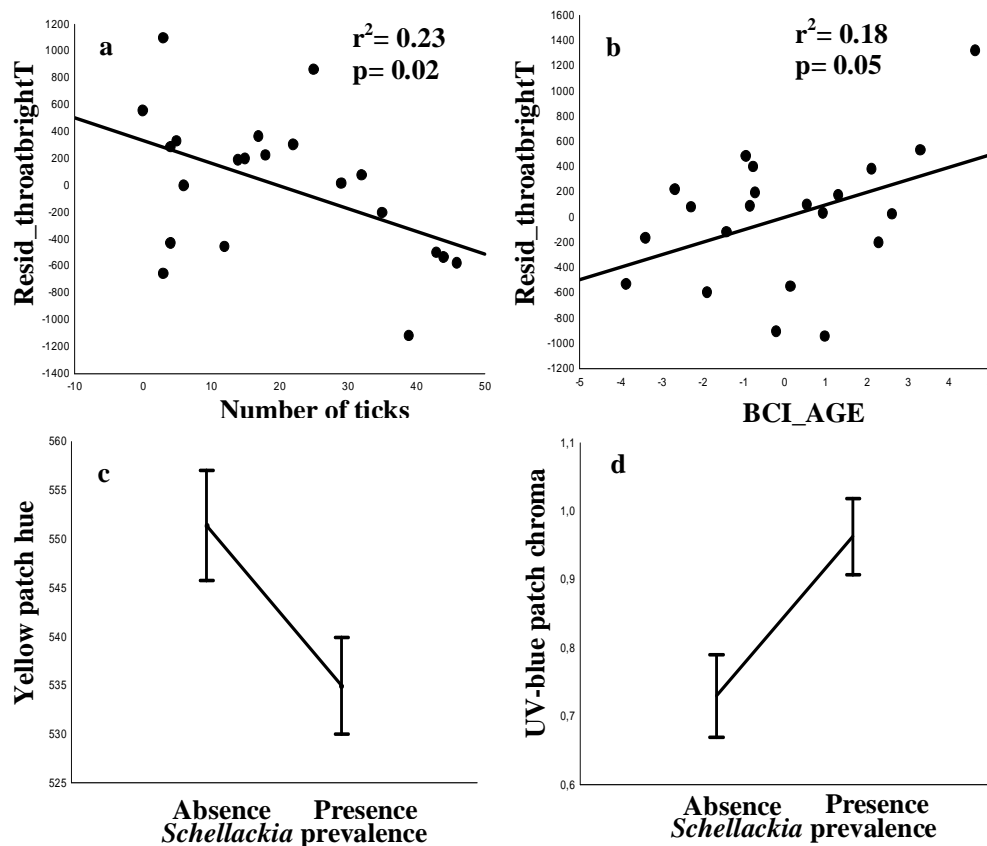 a
r²= 0.23
p= 0.02
Resid_throatbrightT
1200
1000
800
600
400
200
0
-200
-400
-600
-800
-1000
-1200
-1400
-10 0 10 20 30 40 50
Number of ticks
b
r²= 0.18
p= 0.05
Resid_throatbrightT
1600
1400
1200
1000
800
600
400
200
0
-200
-400
-600
-800
-1000
-1200
-5 -4 -3 -2 -1 0 1 2 3 4
BCI_AGE
c
Yellow patch hue
560
555
550
545
540
535
530
525
Absence Presence
Schellackia prevalence
d
UV-blue patch chroma
1,1
1,0
0,9
0,8
0,7
0,6
Absence Presence
Schellackia prevalence